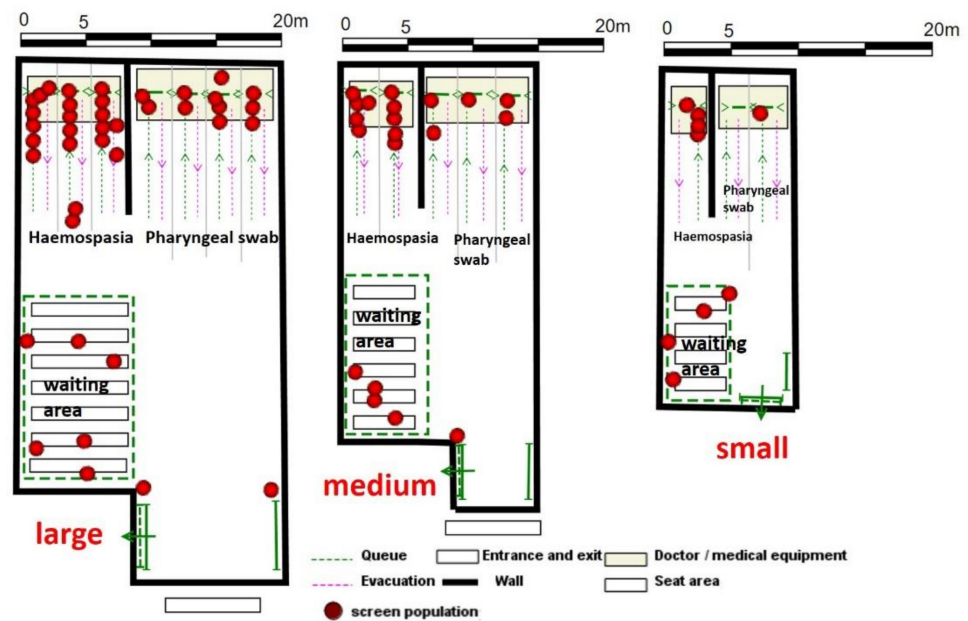 0 5 20m
0 5 20m
0 5 20m
Haemospasia Pharyngeal swab
Haemospasia Pharyngeal
swab
Pharyngeal
swab
Haemospasia
waiting
area
waiting
area
waiting
area
large
medium
small
Queue Entrance and exit Doctor / medical equipment
Evacuation Wall Seat area
screen population